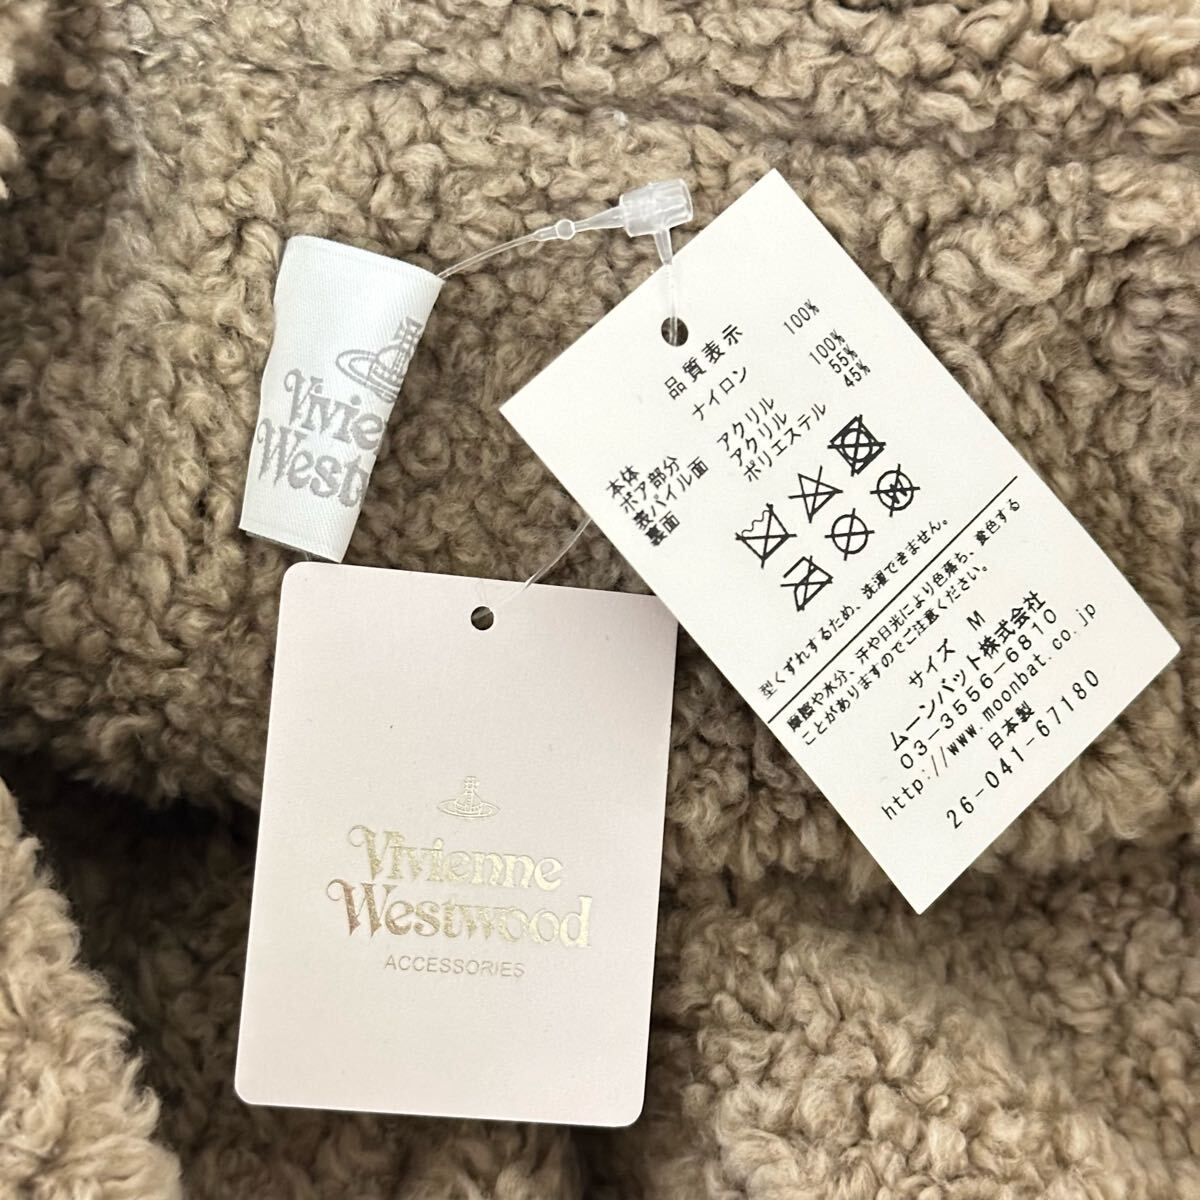 Vivie
Westw
Vivienne
Westwood
ACCESSORIES
品質表示
本体 ナイロン 100%
ボア部分
表パイル面 アクリル 100%
裏面 アクリル 55%
ポリエステル 45%
型くずれするため、洗濯できません。
摩擦や水分、汗や日光により色落ち、変色する
ことがありますのでご注意ください。
サイズ M
ムーンバット株式会社
03-3556-6810
http://www.moonbat.co.jp
日本製
26-041-67180